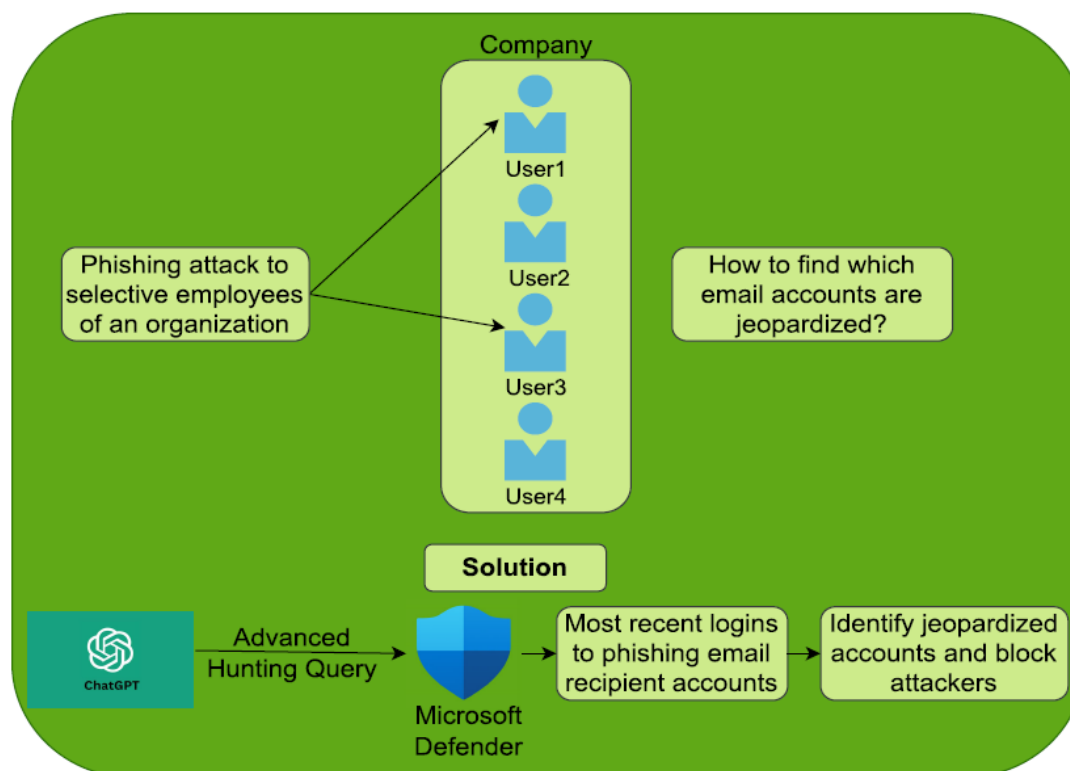 Company
User1
User2
User3
User4
Phishing attack to
selective employees
of an organization
How to find which
email accounts are
jeopardized?
Solution
ChatGPT
Advanced
Hunting Query
Microsoft
Defender
Most recent logins
to phishing email
recipient accounts
Identify jeopardized
accounts and block
attackers